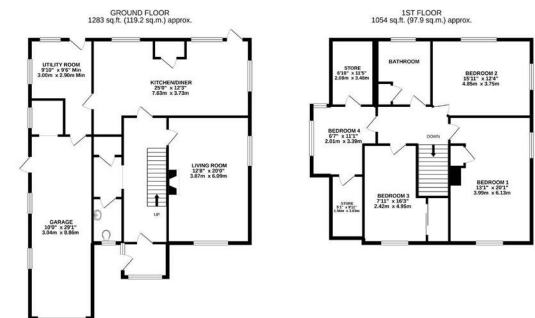 GROUND FLOOR
1283 sq.ft. (119.2 sq.m.) approx.
1ST FLOOR
1054 sq.ft. (97.9 sq.m.) approx.
UTILITY ROOM
9'10" x 9'6" Min
3.00m x 2.90m Min
KITCHEN/DINER
25'0" x 12'3"
7.63m x 3.73m
LIVING ROOM
12'8" x 20'0"
3.87m x 6.09m
UP
GARAGE
10'0" x 29'1"
3.04m x 8.86m
STORE
6'10" x 11'5"
2.08m x 3.48m
BATHROOM
BEDROOM 2
15'11" x 12'4"
4.85m x 3.75m
BEDROOM 4
6'7" x 11'1"
2.01m x 3.39m
DOWN
BEDROOM 1
13'1" x 20'1"
3.99m x 6.13m
BEDROOM 3
7'11" x 16'3"
2.42m x 4.95m
STORE